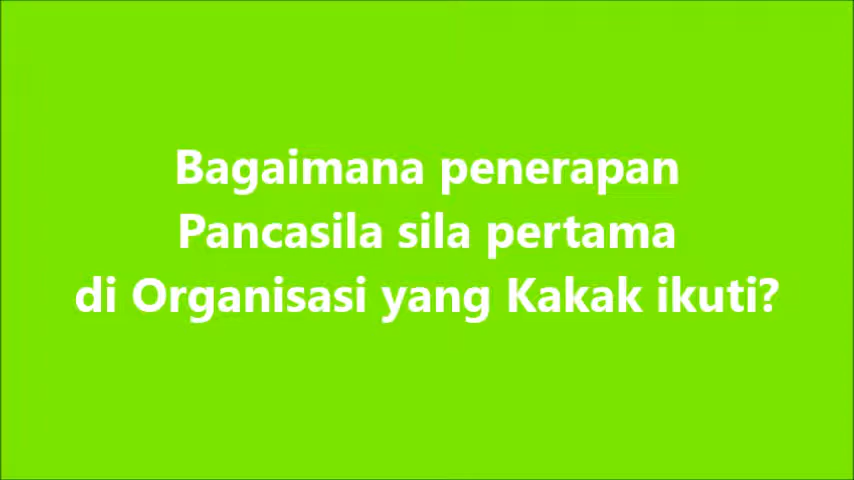 Bagaimana penerapan
Pancasila sila pertama
di Organisasi yang Kakak ikuti?